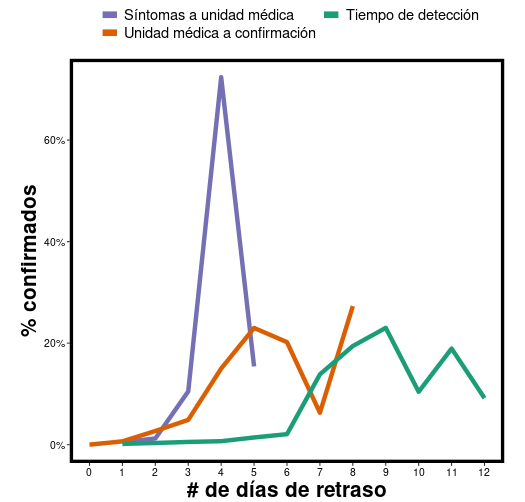 Síntomas a unidad médica
Tiempo de detección
Unidad médica a confirmación
60%
40%
20%
0%
% confirmados
0 1 2 3 4 5 6 7 8 9 10 11 12
# de días de retraso